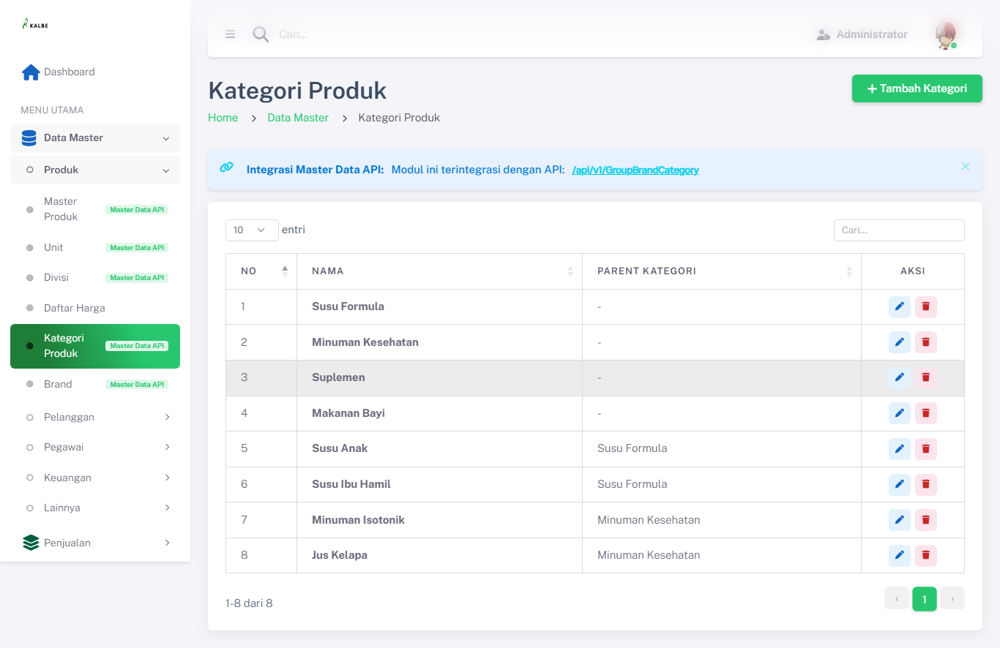 KALBE
Cari...
Administrator
Dashboard
MENU UTAMA
Data Master
Produk
Master
Produk
Master Data API
Unit
Master Data API
Divisi
Master Data API
Daftar Harga
Kategori
Produk
Master Data API
Brand
Master Data API
Pelanggan
Pegawai
Keuangan
Lainnya
Penjualan
Kategori Produk
+ Tambah Kategori
Home > Data Master > Kategori Produk
Integrasi Master Data API: Modul ini terintegrasi dengan API: /api/v1/GroupBrandCategory
10 entri
Cari...
NO NAMA PARENT KATEGORI AKSI
1 Susu Formula -
2 Minuman Kesehatan -
3 Suplemen -
4 Makanan Bayi -
5 Susu Anak Susu Formula
6 Susu Ibu Hamil Susu Formula
7 Minuman Isotonik Minuman Kesehatan
8 Jus Kelapa Minuman Kesehatan
1-8 dari 8
‹ 1 ›